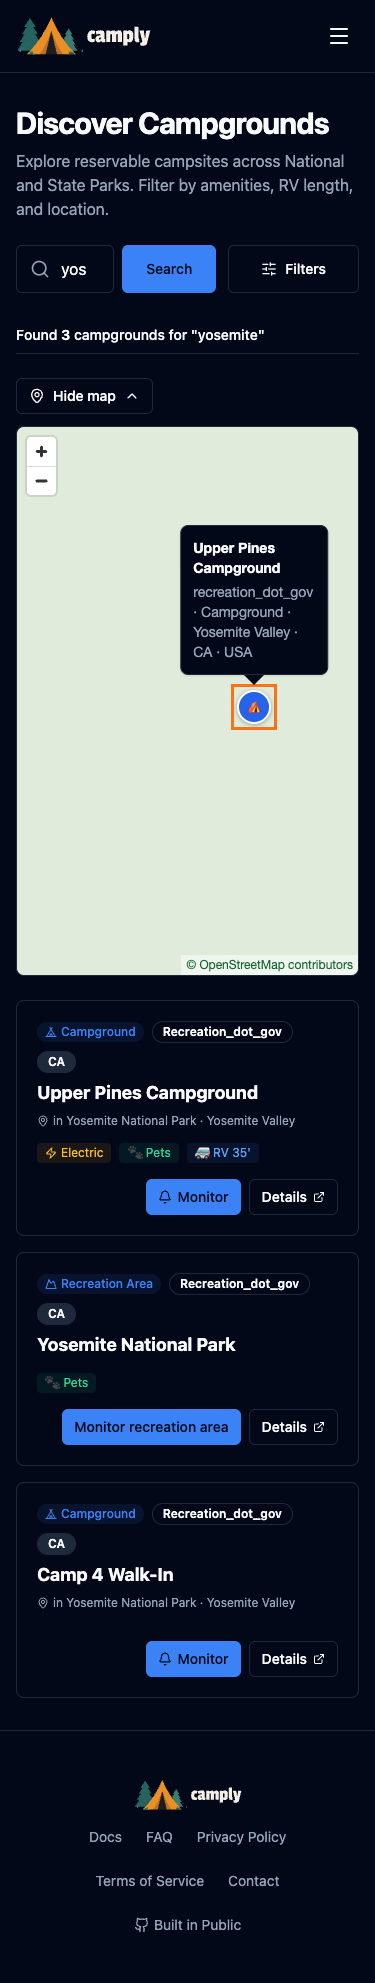 camply
Discover Campgrounds
Explore reservable campsites across National
and State Parks. Filter by amenities, RV length,
and location.
yos
Search
Filters
Found 3 campgrounds for "yosemite"
Hide map
+
−
Upper Pines
Campground
recreation_dot_gov
· Campground ·
Yosemite Valley ·
CA · USA
© OpenStreetMap contributors
Campground
Recreation_dot_gov
CA
Upper Pines Campground
in Yosemite National Park · Yosemite Valley
Electric
Pets
RV 35'
Monitor
Details
Recreation Area
Recreation_dot_gov
CA
Yosemite National Park
Pets
Monitor recreation area
Details
Campground
Recreation_dot_gov
CA
Camp 4 Walk-In
in Yosemite National Park · Yosemite Valley
Monitor
Details
camply
Docs
FAQ
Privacy Policy
Terms of Service
Contact
Built in Public